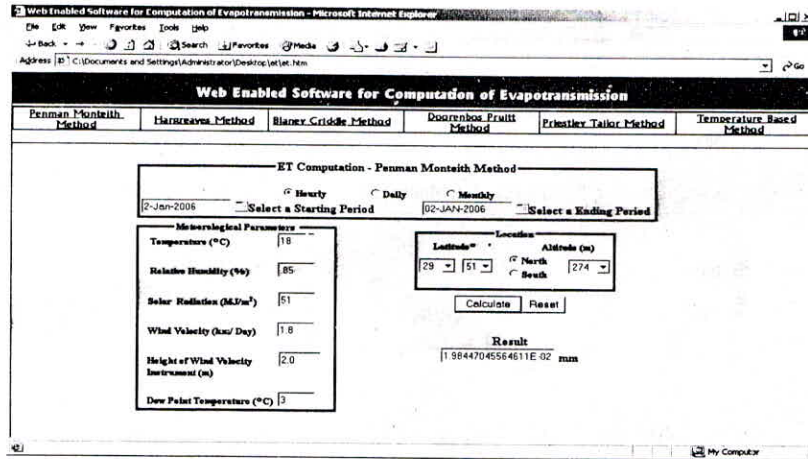 Web Enabled Software for Computation of Evapotransmission - Microsoft Internet Explorer
File Edit View Favorites Tools Help
Back Search Favorites Media
Address C:\Documents and Settings\Administrator\Desktop\et\et.htm Go
Web Enabled Software for Computation of Evapotransmission
Penman Monteith Method
Hargreaves Method
Blaney Criddle Method
Doorenbos Pruitt Method
Priestley Tailor Method
Temperature Based Method
ET Computation - Penman Monteith Method
Hourly Daily Monthly
2-Jan-2006 Select a Starting Period 02-JAN-2006 Select a Ending Period
Meteorological Parameters
Temperature (°C) 18
Relative Humidity (%) .85
Solar Radiation (MJ/m²) 51
Wind Velocity (km/ Day) 1.8
Height of Wind Velocity Instrument (m) 2.0
Dew Point Temperature (°C) 3
Location
Latitude° ' Altitude (m)
29 51 North South 274
Calculate Reset
Result
1.98447045564611E-02 mm
My Computer